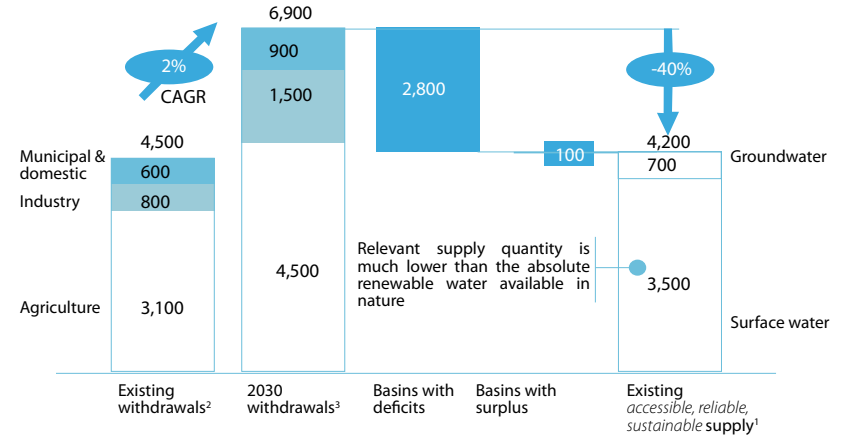 6,900
900
1,500
4,500
2%
CAGR
4,500
600
800
3,100
Municipal &
domestic
Industry
Agriculture
2,800
100
-40%
4,200
700
3,500
Groundwater
Surface water
Relevant supply quantity is
much lower than the absolute
renewable water available in
nature
Existing
withdrawals²
2030
withdrawals³
Basins with
deficits
Basins with
surplus
Existing
accessible, reliable,
sustainable supply¹